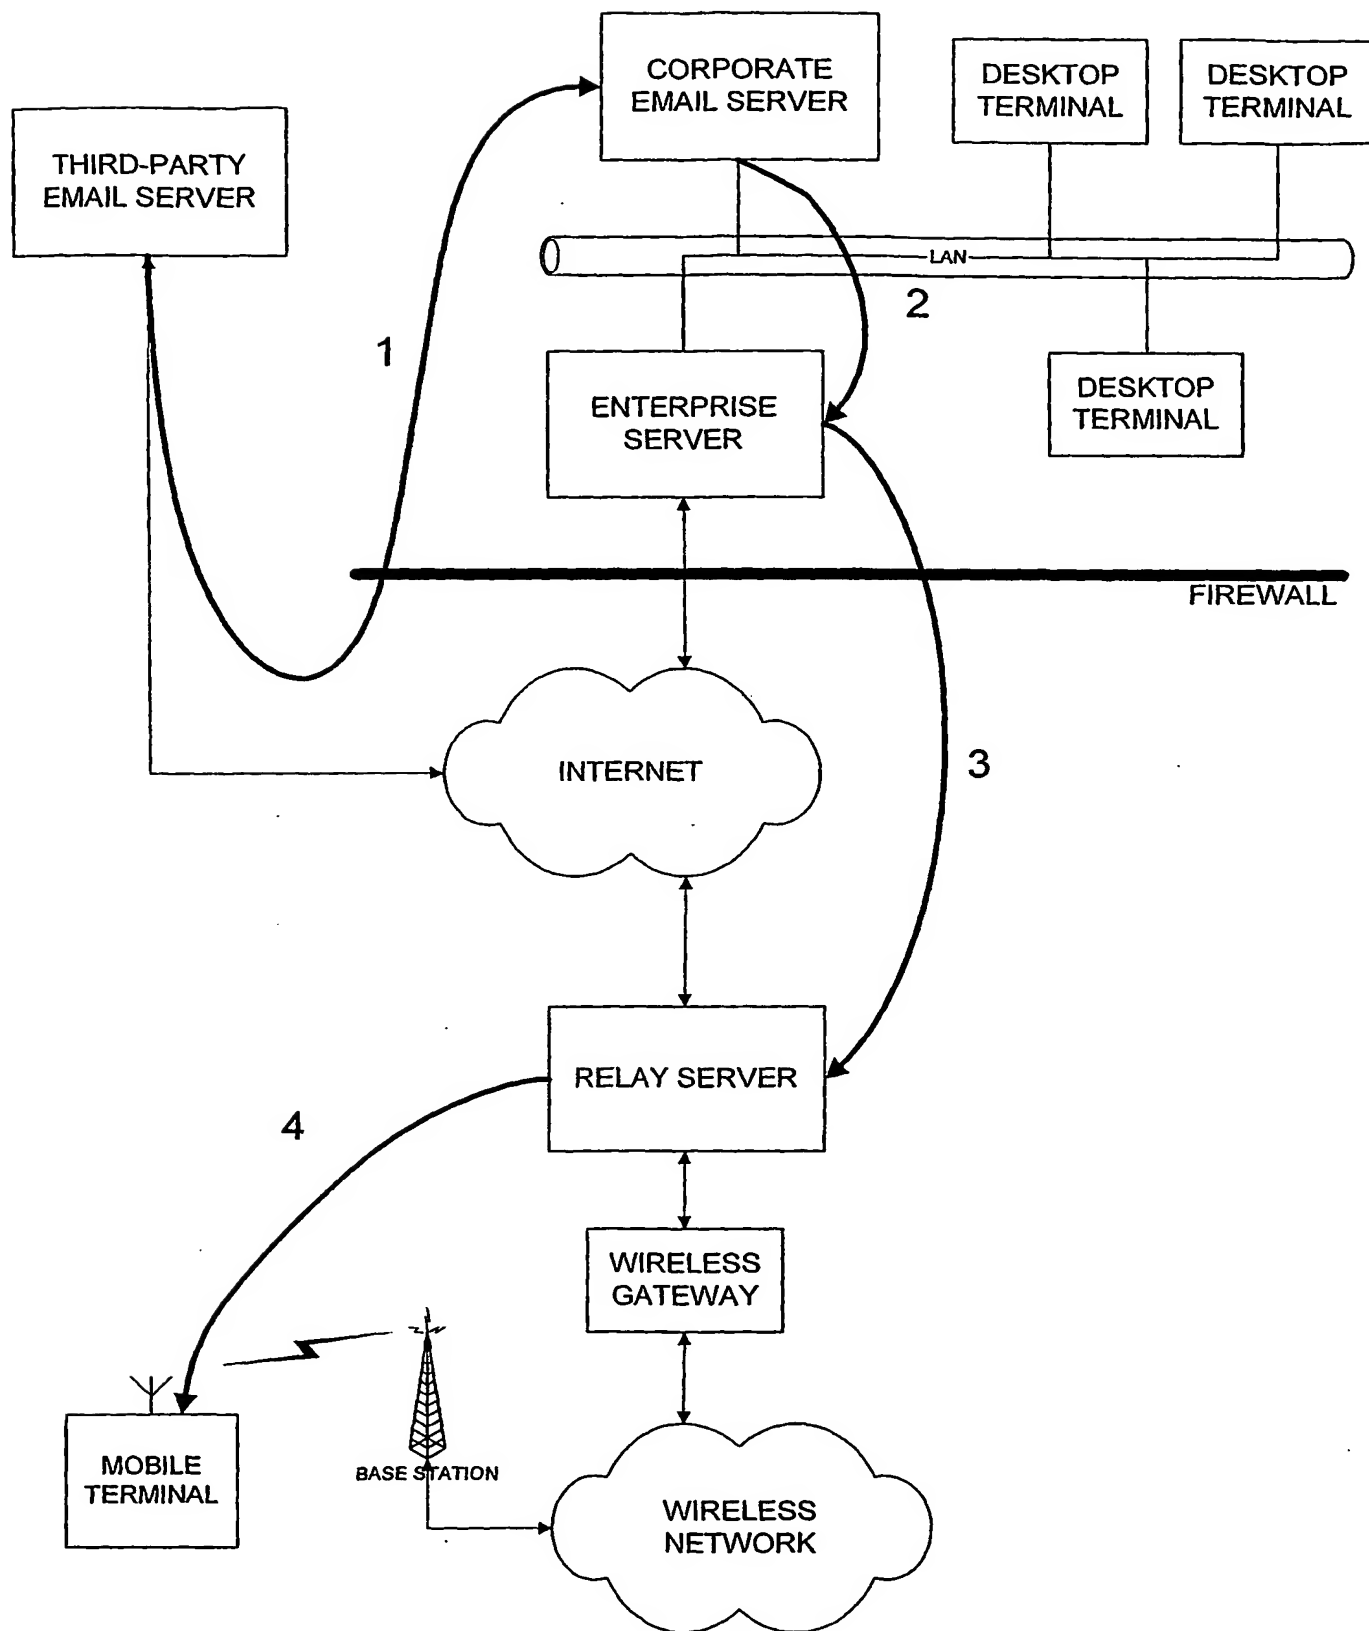 CORPORATE
EMAIL SERVER
DESKTOP
TERMINAL
DESKTOP
TERMINAL
THIRD-PARTY
EMAIL SERVER
LAN
2
1
DESKTOP
TERMINAL
ENTERPRISE
SERVER
FIREWALL
INTERNET
3
RELAY SERVER
4
WIRELESS
GATEWAY
MOBILE
TERMINAL
BASE STATION
WIRELESS
NETWORK